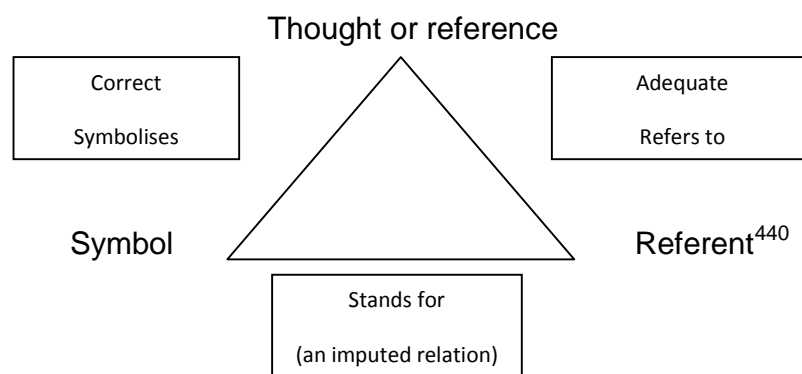 Thought or reference
Correct
Symbolises
Adequate
Refers to
Symbol
Referent440
Stands for
(an imputed relation)